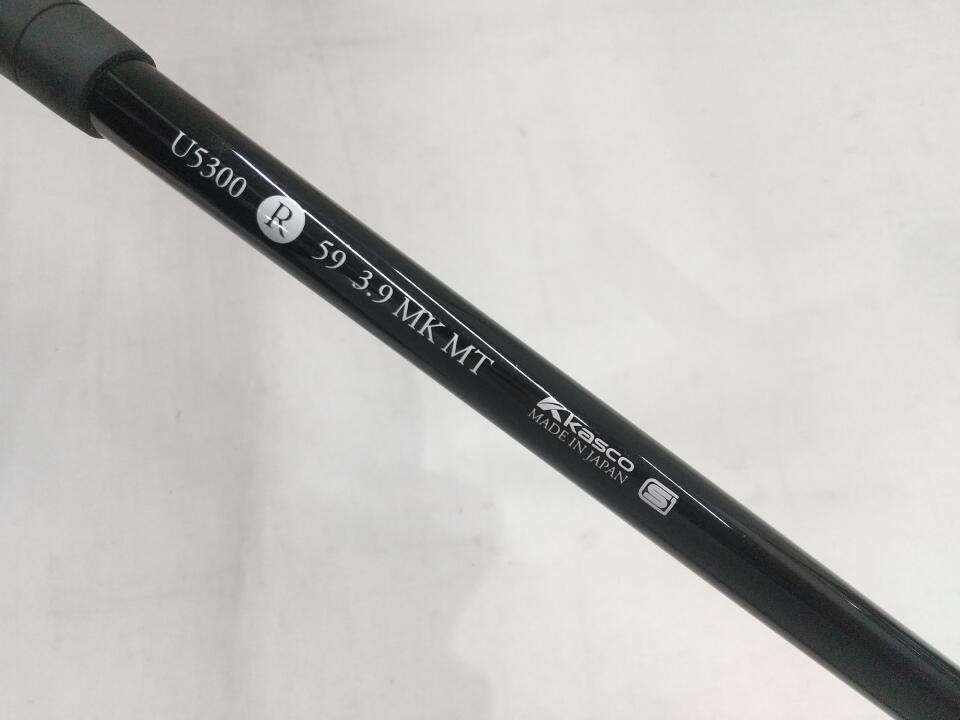 U5300 R 59 3.9 MK MT
Kasco
MADE IN JAPAN
S